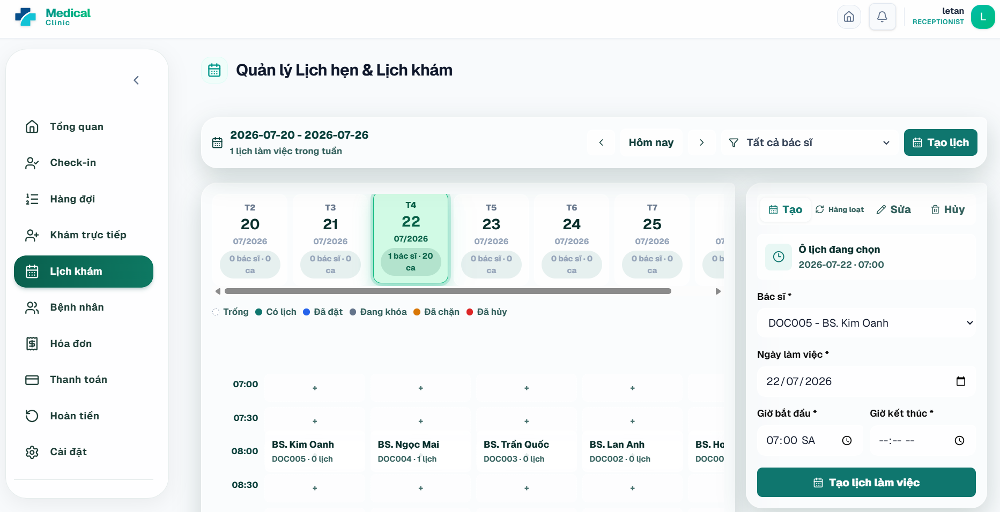 Medical
Clinic
letan
RECEPTIONIST
L
Tổng quan
Check-in
Hàng đợi
Khám trực tiếp
Lịch khám
Bệnh nhân
Hóa đơn
Thanh toán
Hoàn tiền
Cài đặt
Quản lý Lịch hẹn & Lịch khám
2026-07-20 - 2026-07-26
1 lịch làm việc trong tuần
Hôm nay
Tất cả bác sĩ
Tạo lịch
T2
20
07/2026
0 bác sĩ · 0
ca
T3
21
07/2026
0 bác sĩ · 0
ca
T4
22
07/2026
1 bác sĩ · 20
ca
T5
23
07/2026
0 bác sĩ · 0
ca
T6
24
07/2026
0 bác sĩ · 0
ca
T7
25
07/2026
0 bác sĩ · 0
ca
07
0 b
Trống Có lịch Đã đặt Đang khóa Đã chặn Đã hủy
07:00 + + + +
07:30 + + + +
08:00
BS. Kim Oanh
DOC005 · 0 lịch
BS. Ngọc Mai
DOC004 · 1 lịch
BS. Trần Quốc
DOC003 · 0 lịch
BS. Lan Anh
DOC002 · 0 lịch
BS. Ho
DOC00
08:30 + + + +
Tạo Hàng loạt Sửa Hủy
Ô lịch đang chọn
2026-07-22 · 07:00
Bác sĩ *
DOC005 - BS. Kim Oanh
Ngày làm việc *
22/07/2026
Giờ bắt đầu * Giờ kết thúc *
07:00 SA --:-- --
Tạo lịch làm việc